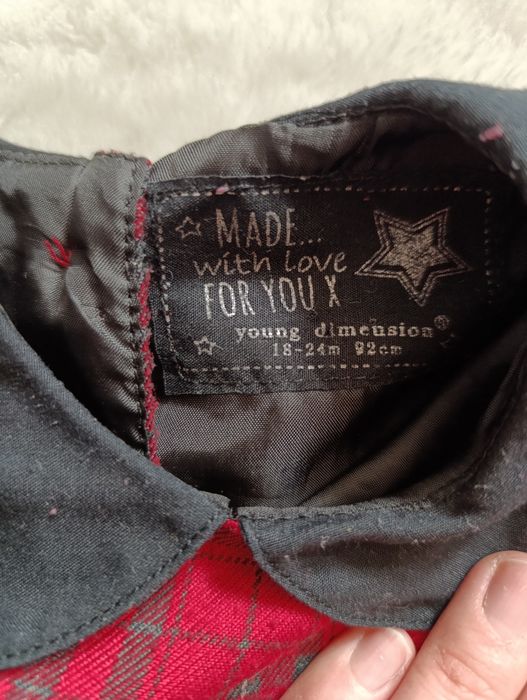 MADE...
with love
FOR YOU X
young dimension®
18-24m 92cm